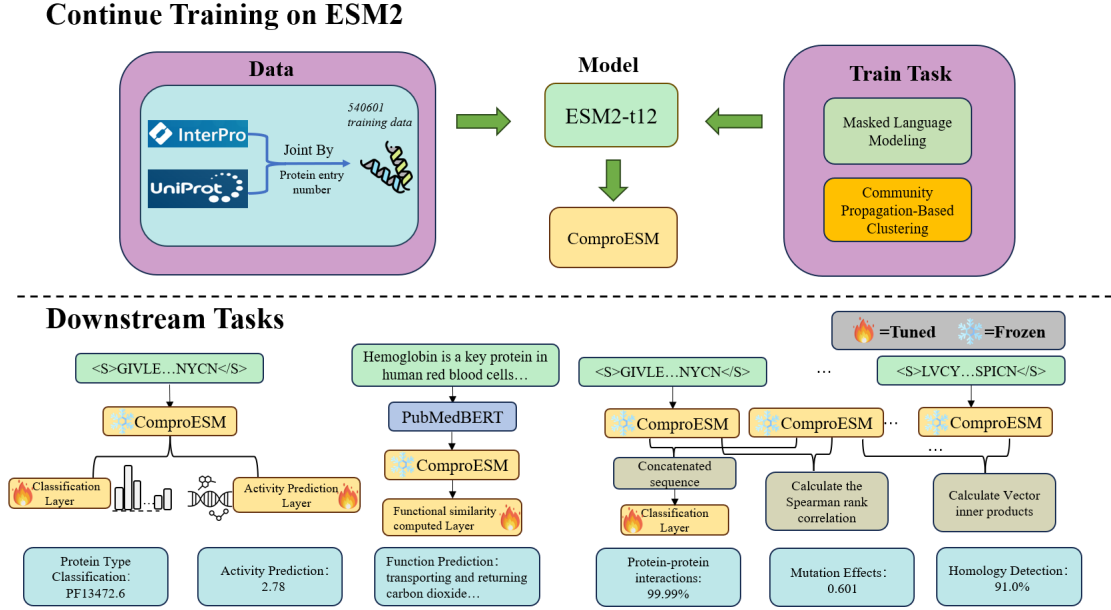 Continue Training on ESM2
Data
540601
training data
InterPro
UniProt
Joint By
Protein entry
number
Model
ESM2-t12
ComproESM
Train Task
Masked Language
Modeling
Community
Propagation-Based
Clustering
Downstream Tasks
=Tuned
=Frozen
<S>GIVLE…NYCN</S>
ComproESM
Classification
Layer
Activity Prediction
Layer
Protein Type
Classification:
PF13472.6
Activity Prediction:
2.78
Hemoglobin is a key protein in
human red blood cells…
PubMedBERT
ComproESM
Functional similarity
computed Layer
Function Prediction:
transporting and returning
carbon dioxide…
<S>GIVLE…NYCN</S>
…
<S>LVCY…SPICN</S>
ComproESM
ComproESM
…
ComproESM
…
Concatenated
sequence
Classification
Layer
Calculate the
Spearman rank
correlation
Calculate Vector
inner products
Protein-protein
interactions:
99.99%
Mutation Effects:
0.601
Homology Detection:
91.0%